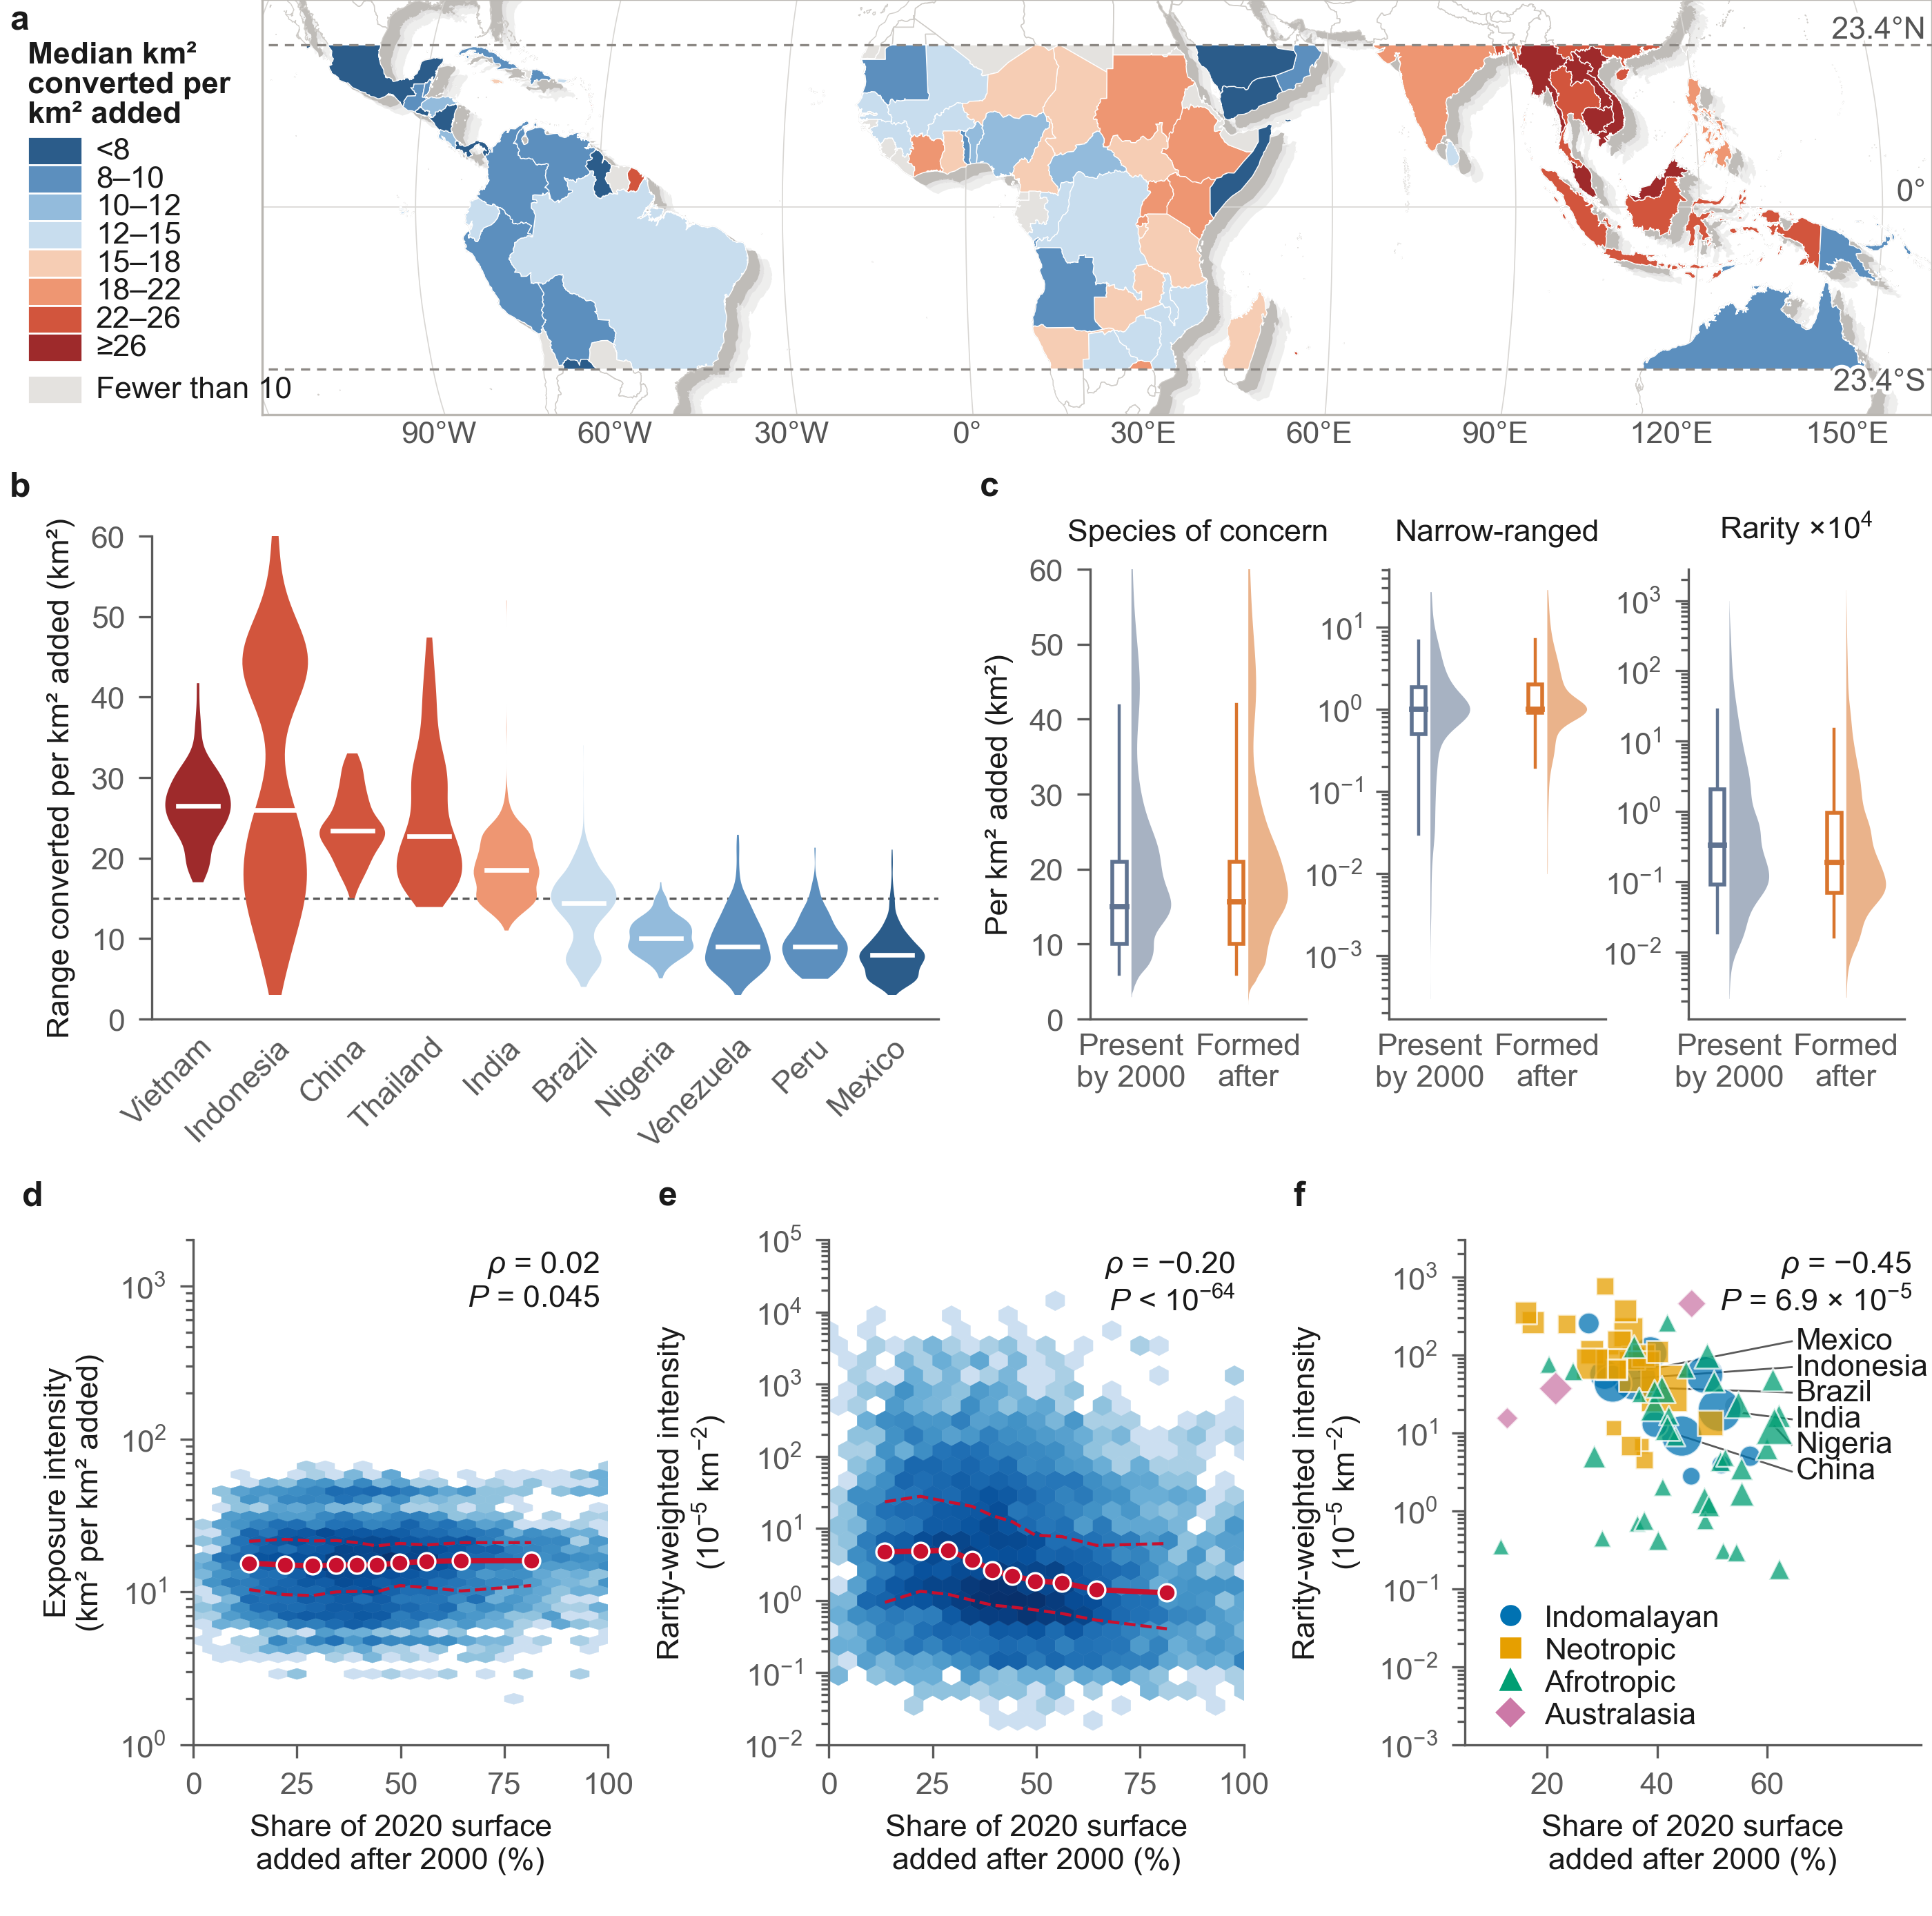 a
Median km²
converted per
km² added
<8
8–10
10–12
12–15
15–18
18–22
22–26
≥26
Fewer than 10
23.4°N
0°
23.4°S
90°W
60°W
30°W
0°
30°E
60°E
90°E
120°E
150°E
b
Range converted per km² added (km²)
60
50
40
30
20
10
0
Vietnam
Indonesia
China
Thailand
India
Brazil
Nigeria
Venezuela
Peru
Mexico
c
Species of concern
Per km² added (km²)
60
50
40
30
20
10
0
Present
by 2000
Formed
after
Narrow-ranged
10¹
10⁰
10⁻¹
10⁻²
10⁻³
Present
by 2000
Formed
after
Rarity ×10⁴
10³
10²
10¹
10⁰
10⁻¹
10⁻²
Present
by 2000
Formed
after
d
Exposure intensity
(km² per km² added)
10³
10²
10¹
10⁰
ρ = 0.02
P = 0.045
0
25
50
75
100
Share of 2020 surface
added after 2000 (%)
e
Rarity-weighted intensity
(10⁻⁵ km⁻²)
10⁵
10⁴
10³
10²
10¹
10⁰
10⁻¹
10⁻²
ρ = −0.20
P < 10⁻⁶⁴
0
25
50
75
100
Share of 2020 surface
added after 2000 (%)
f
Rarity-weighted intensity
(10⁻⁵ km⁻²)
10³
10²
10¹
10⁰
10⁻¹
10⁻²
10⁻³
ρ = −0.45
P = 6.9 × 10⁻⁵
Mexico
Indonesia
Brazil
India
Nigeria
China
Indomalayan
Neotropic
Afrotropic
Australasia
20
40
60
Share of 2020 surface
added after 2000 (%)